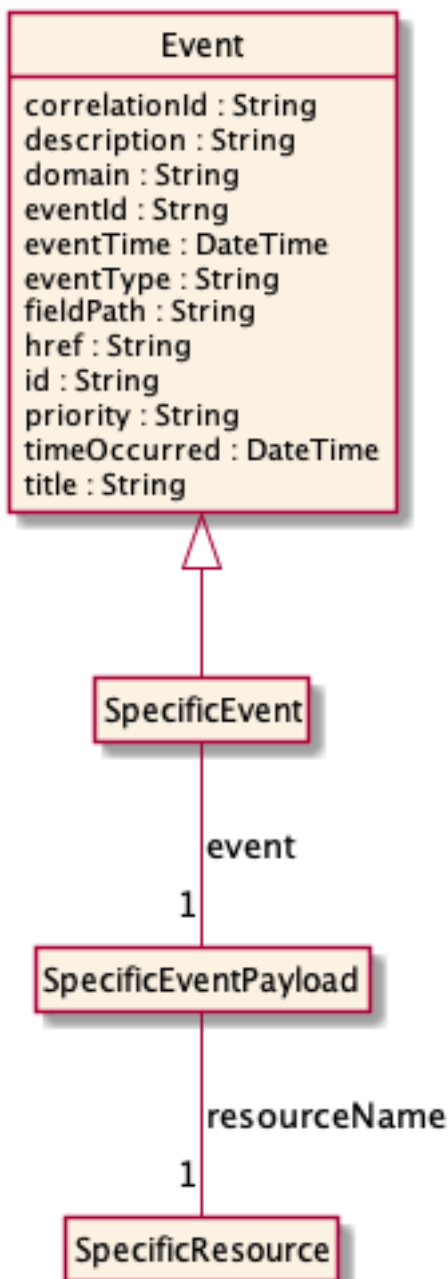 Event
correlationId : String
description : String
domain : String
eventId : Strng
eventTime : DateTime
eventType : String
fieldPath : String
href : String
id : String
priority : String
timeOccurred : DateTime
title : String
SpecificEvent
event
1
SpecificEventPayload
resourceName
1
SpecificResource